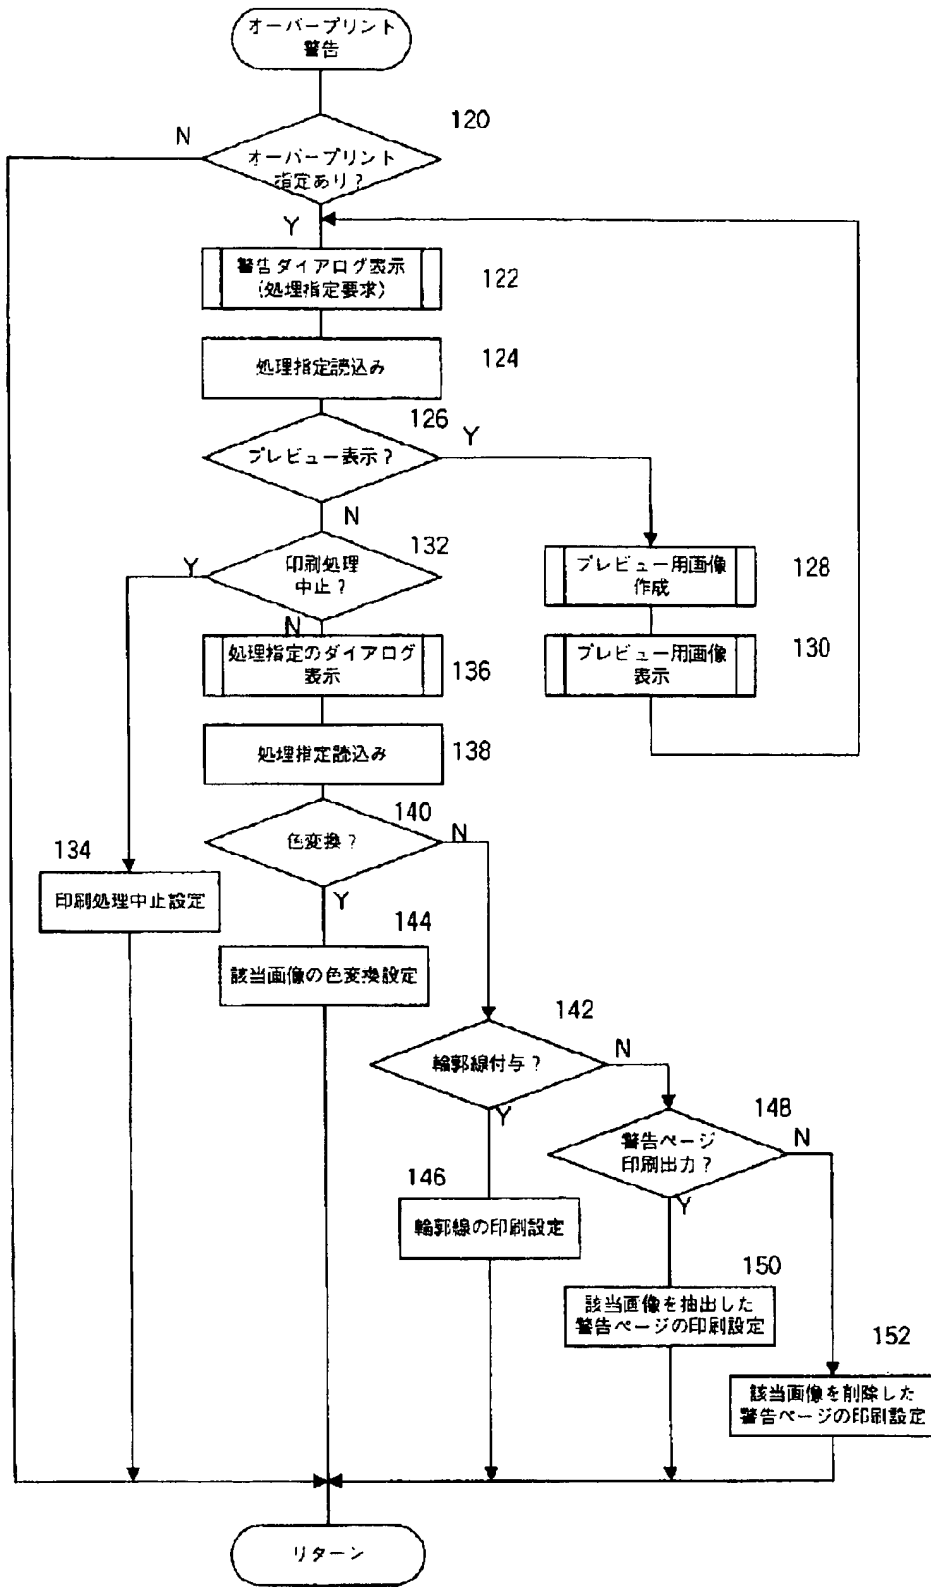 オーバープリント
警告
120
N
オーバープリント
指定あり？
Y
警告ダイアログ表示
(処理指定要求)
122
処理指定読込み
124
126
プレビュー表示？
Y
N
132
印刷処理
中止？
Y
N
プレビュー用画像
作成
128
処理指定のダイアログ
表示
136
プレビュー用画像
表示
130
処理指定読込み
138
140
色変換？
N
Y
134
印刷処理中止設定
144
該当画像の色変換設定
142
輪郭線付与？
N
Y
148
警告ページ
印刷出力？
N
Y
146
輪郭線の印刷設定
150
該当画像を抽出した
警告ページの印刷設定
152
該当画像を削除した
警告ページの印刷設定
リターン